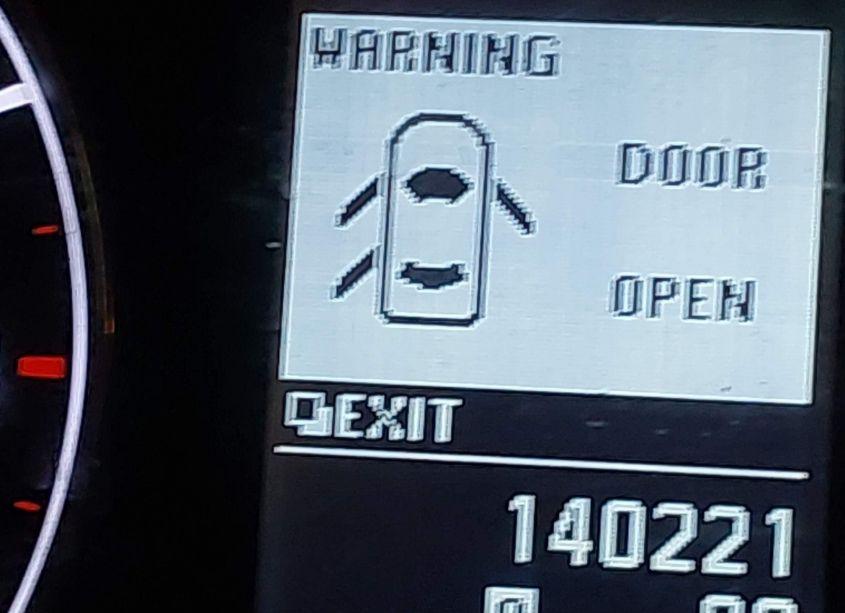 WARNING
DOOR
OPEN
EXIT
140221